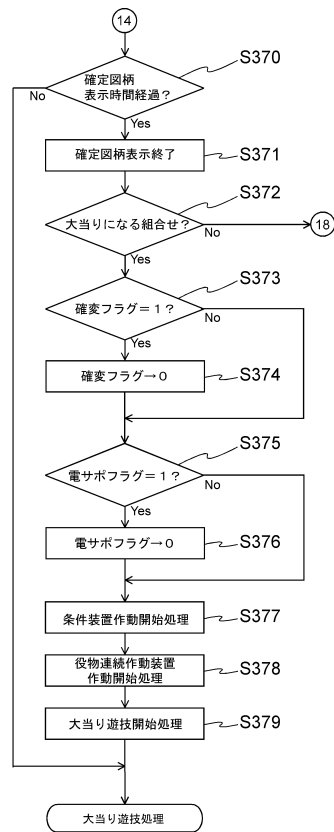 14
確定図柄
表示時間経過？
S370
No
Yes
確定図柄表示終了
S371
大当りになる組合せ？
S372
No
18
Yes
確変フラグ＝１？
S373
No
Yes
確変フラグ→０
S374
電サポフラグ＝１？
S375
No
Yes
電サポフラグ→０
S376
条件装置作動開始処理
S377
役物連続作動装置
作動開始処理
S378
大当り遊技開始処理
S379
大当り遊技処理